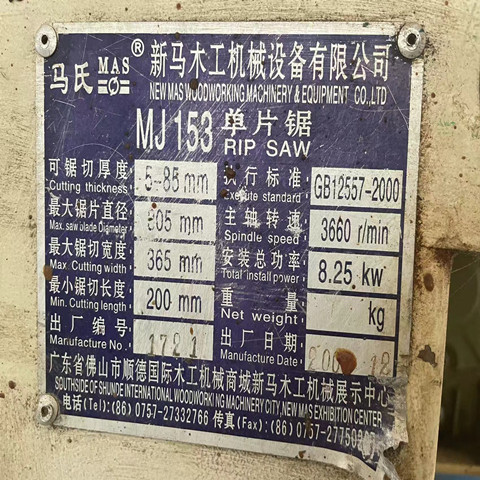 马氏 MAS ® 新马木工机械设备有限公司
NEW MAS WOODWORKING MACHINERY & EQUIPMENT CO.,LTD
MJ153 单片锯
RIP SAW
可锯切厚度 5-85 mm 执行标准 GB12557-2000
Cutting thickness Execute standard
最大锯片直径 305 mm 主轴转速 3660 r/min
Max.saw blade Diameter Spindle speed
最大锯切宽度 365 mm 安装总功率 8.25 kw
Max. Cutting width Total install power
最小锯切长度 200 mm 重量 kg
Min. Cutting length Net weight
出厂编号 1721 出厂日期 12
Manufacture No. Manufacture Date
广东省佛山市顺德国际木工机械商城新马木工机械展示中心
SOUTHSIDE OF SHUNDE INTERNATIONAL WOODWORKING MACHINERY CITY, NEW MAS EXHIBITION CENTER
电话(Tel):(86) 0757-27332766 传真(Fax):(86) 0757-27750